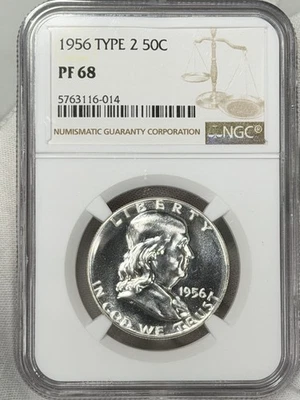 1956 TYPE 2 50C
PF 68
5763116-014
NUMISMATIC GUARANTY CORPORATION
NGC®
LIBERTY
1956
IN GOD WE TRUST